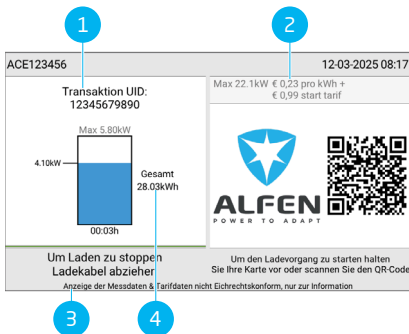 1
2
ACE123456
12-03-2025 08:17
Transaktion UID:
12345679890
Max 5.80kW
4.10kW
Gesamt
28.03kWh
00:03h
Max 22.1kW € 0,23 pro kWh +
€ 0,99 start tarif
ALFEN
POWER TO ADAPT
Um Laden zu stoppen
Ladekabel abziehen
Um den Ladevorgang zu starten halten
Sie Ihre Karte vor oder scannen Sie den QR-Code
Anzeige der Messdaten & Tarifdaten nicht Eichrechtskonform, nur zur Information
3
4